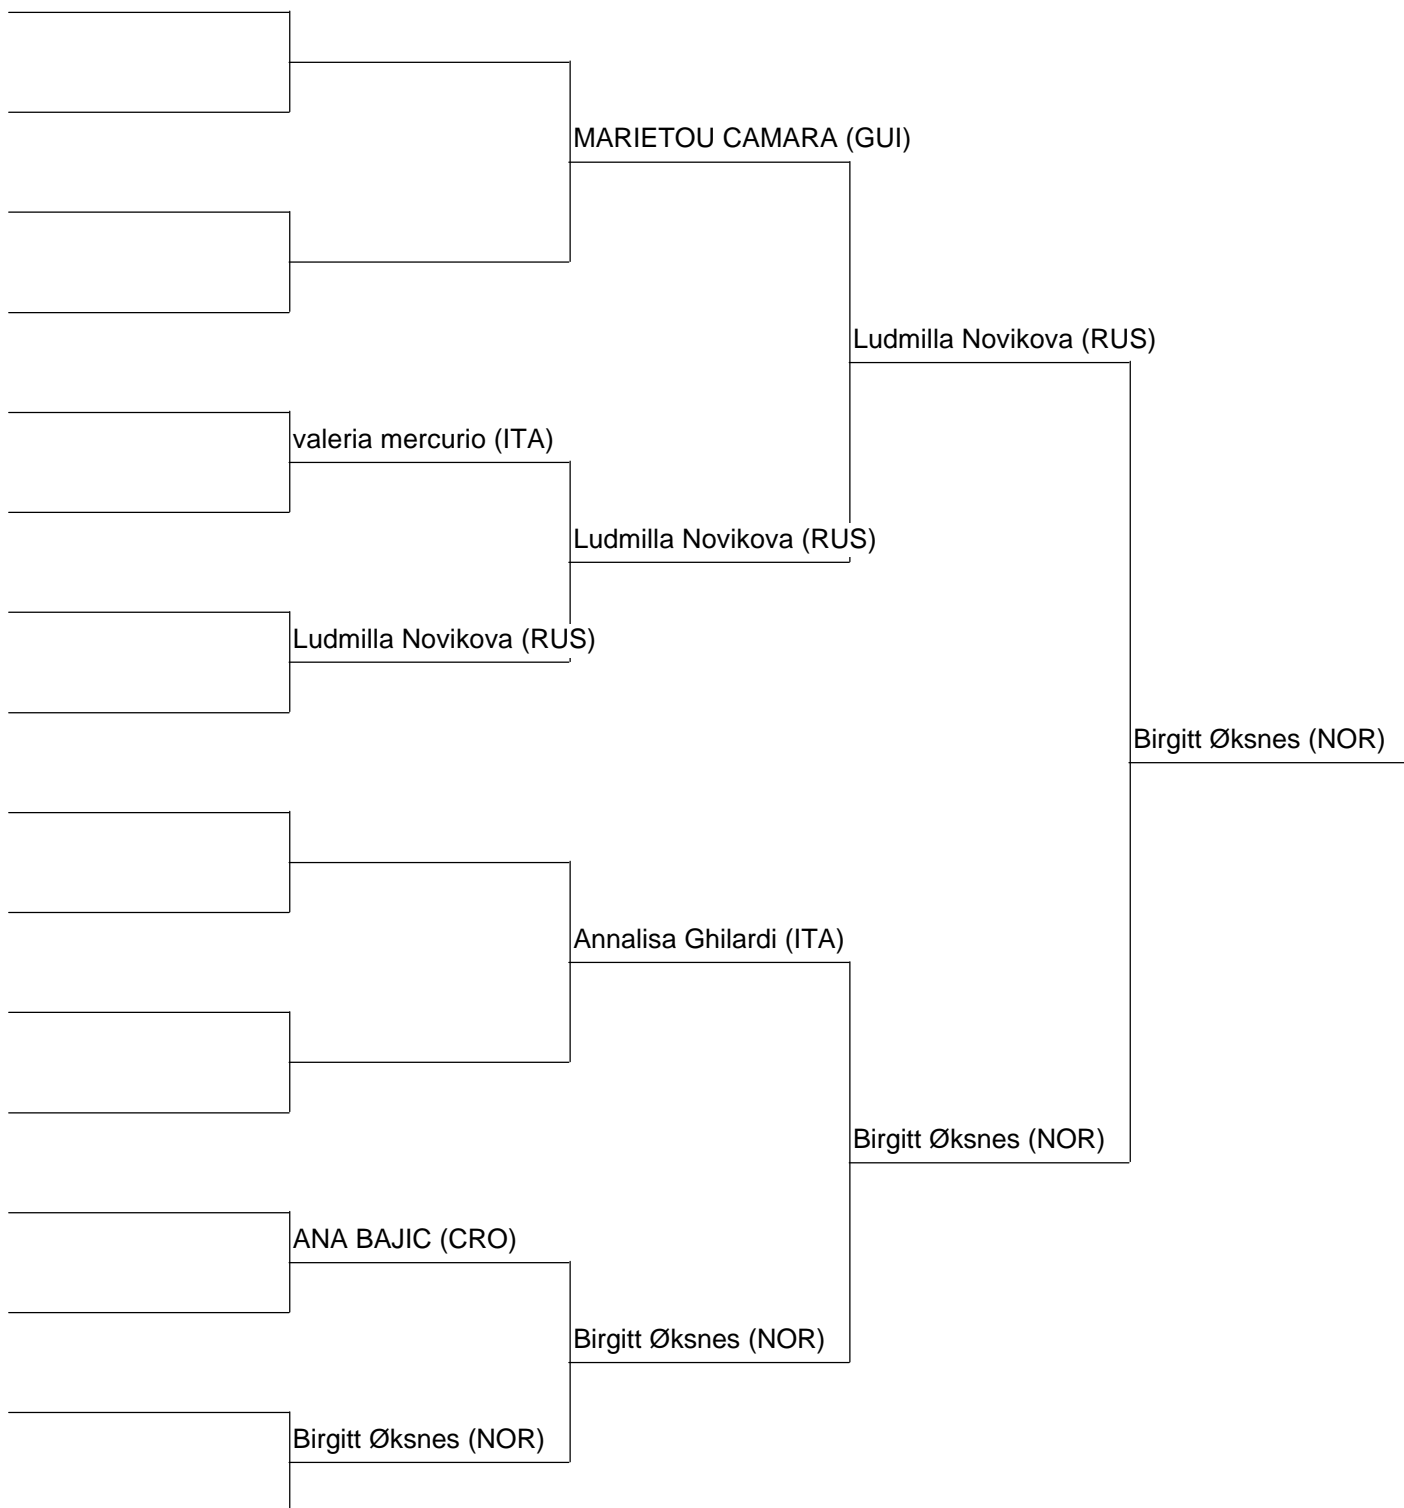 MARIETOU CAMARA (GUI)
Ludmilla Novikova (RUS)
valeria mercurio (ITA)
Ludmilla Novikova (RUS)
Ludmilla Novikova (RUS)
Birgitt Øksnes (NOR)
Annalisa Ghilardi (ITA)
Birgitt Øksnes (NOR)
ANA BAJIC (CRO)
Birgitt Øksnes (NOR)
Birgitt Øksnes (NOR)